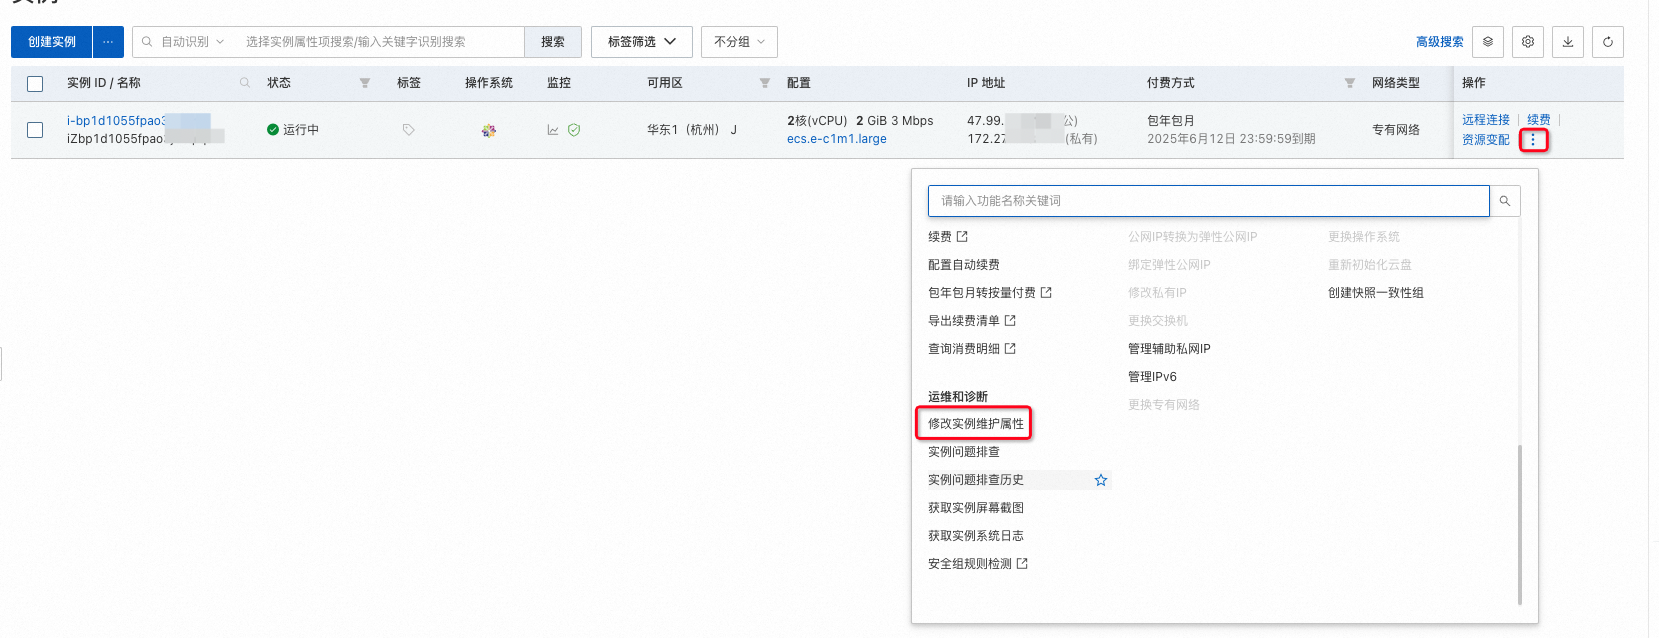 创建实例 ··· 自动识别 选择实例属性项搜索/输入关键字识别搜索 搜索 标签筛选 不分组 高级搜索
实例 ID / 名称 状态 标签 操作系统 监控 可用区 配置 IP 地址 付费方式 网络类型 操作
i-bp1d1055fpao 2核(vCPU) 2 GiB 3 Mbps 47.99. 公) 包年包月 远程连接 续费
iZbp1d1055fpao 运行中 华东1（杭州） J ecs.e-c1m1.large 172.27 (私有) 2025年6月12日 23:59:59到期 专有网络 资源变配
请输入功能名称关键词
续费 公网IP转换为弹性公网IP 更换操作系统
配置自动续费 绑定弹性公网IP 重新初始化云盘
包年包月转按量付费 修改私有IP 创建快照一致性组
导出续费清单 更换交换机
查询消费明细 管理辅助私网IP
管理IPv6
运维和诊断 更换专有网络
修改实例维护属性
实例问题排查
实例问题排查历史
获取实例屏幕截图
获取实例系统日志
安全组规则检测